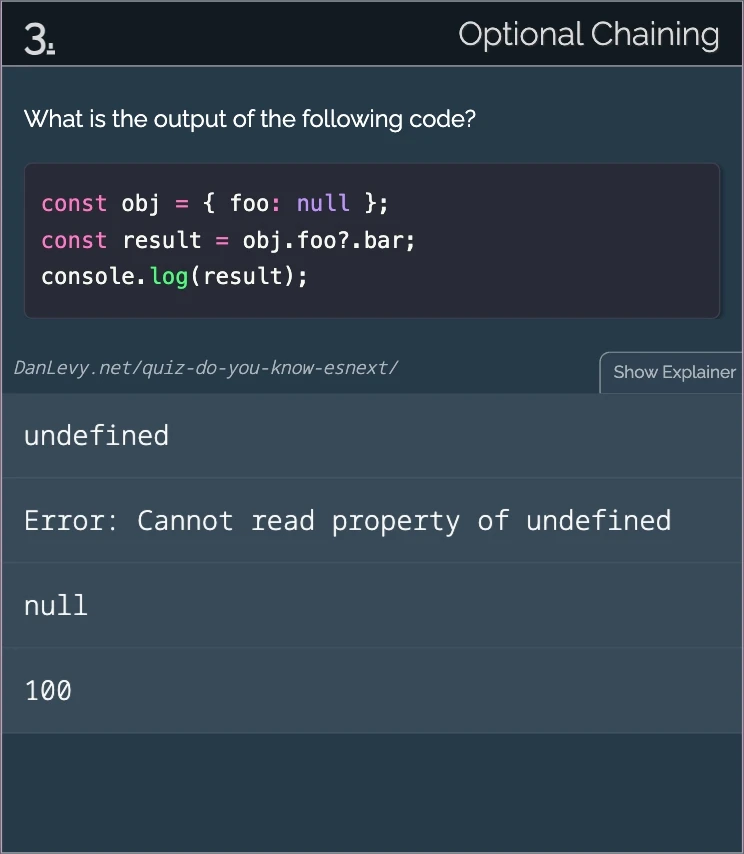 3.
Optional Chaining
What is the output of the following code?
const obj = { foo: null };
const result = obj.foo?.bar;
console.log(result);
DanLevy.net/quiz-do-you-know-esnext/
Show Explainer
undefined
Error: Cannot read property of undefined
null
100